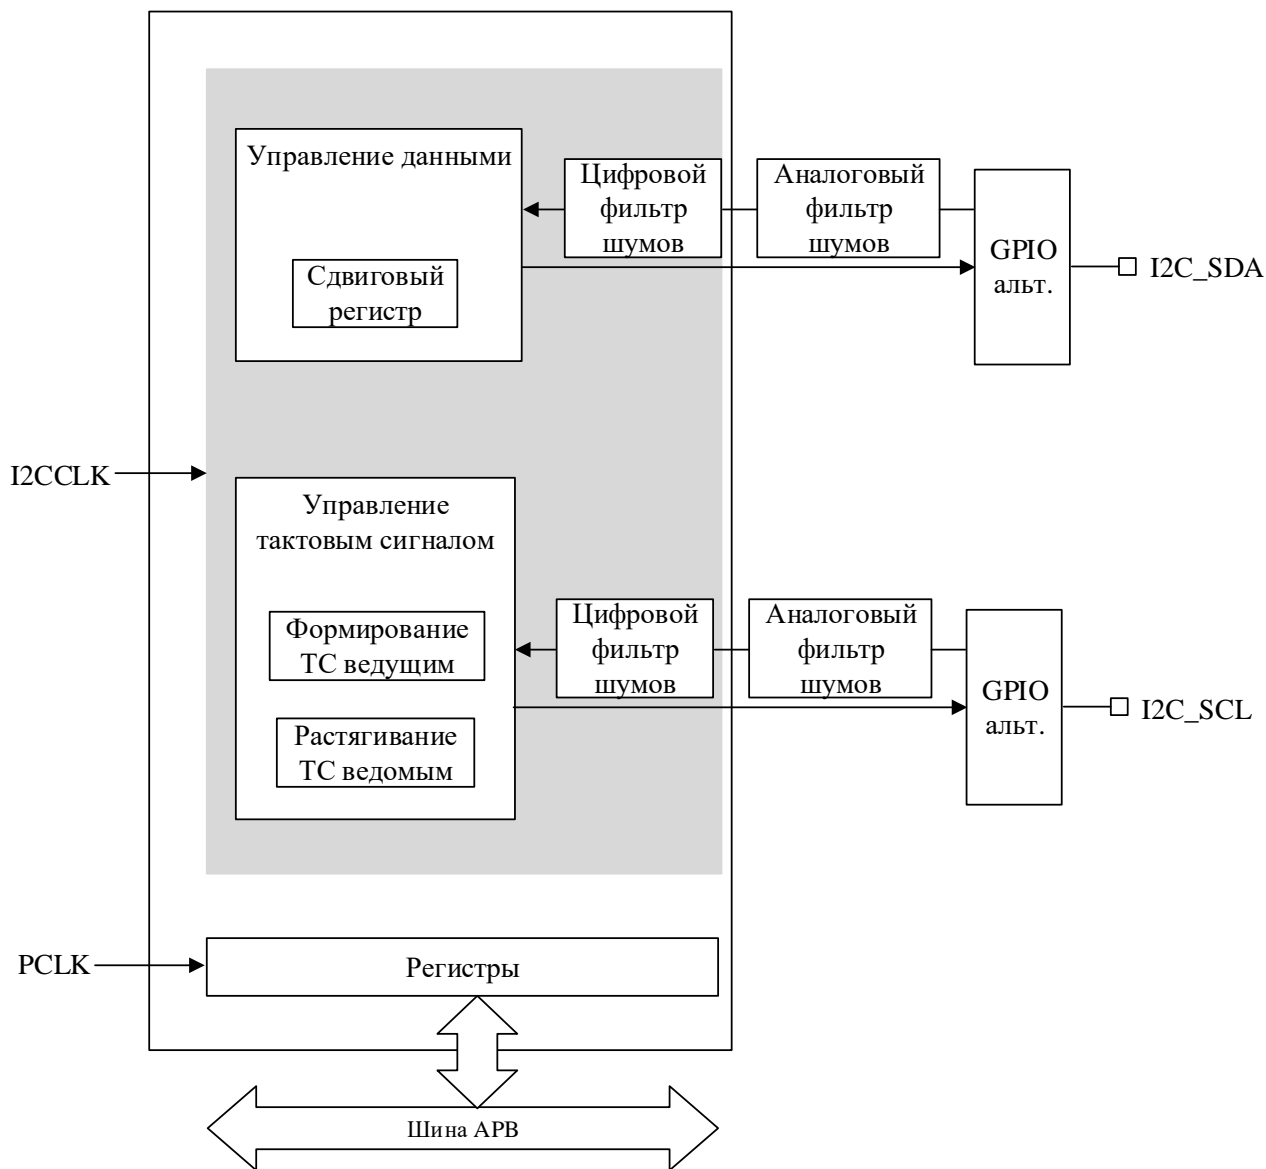 Управление данными
Сдвиговый
регистр
Цифровой
фильтр
шумов
Аналоговый
фильтр
шумов
GPIO
альт.
I2C_SDA
I2CCLK
Управление
тактовым сигналом
Формирование
ТС ведущим
Растягивание
ТС ведомым
Цифровой
фильтр
шумов
Аналоговый
фильтр
шумов
GPIO
альт.
I2C_SCL
PCLK
Регистры
Шина APB